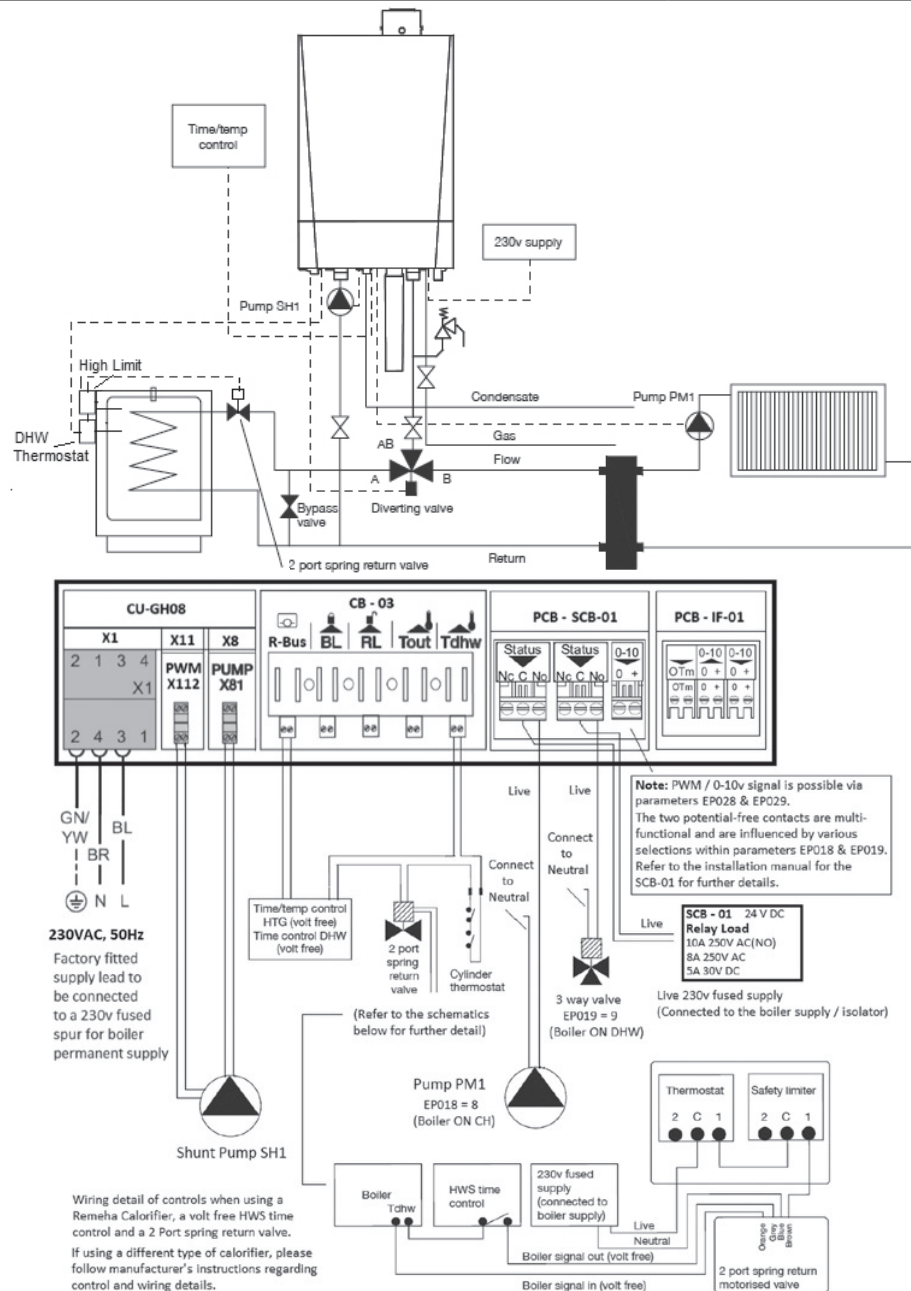 Time/temp
control
230v supply
Pump SH1
High Limit
DHW
Thermostat
Condensate
Pump PM1
Gas
AB
Flow
A
B
Bypass
valve
Diverting valve
2 port spring return valve
Return
CU-GH08
X1
X11
X8
2 1 3 4
X1
2 4 3 1
PWM
X112
PUMP
X81
CB - 03
R-Bus
BL
RL
Tout
Tdhw
PCB - SCB-01
Status
Nc C No
Status
Nc C No
0-10
0 +
PCB - IF-01
0-10
0-10
OTm
0 +
0 +
OTm
0 +
0 +
GN/
YW
BR
BL
N
L
230VAC, 50Hz
Factory fitted
supply lead to
be connected
to a 230v fused
spur for boiler
permanent supply
Shunt Pump SH1
Time/temp control
HTG (volt free)
Time control DHW
(volt free)
2 port
spring
return
valve
Cylinder
thermostat
(Refer to the schematics
below for further detail)
Live
Connect
to
Neutral
Pump PM1
EP018 = 8
(Boiler ON CH)
Live
Connect
to
Neutral
3 way valve
EP019 = 9
(Boiler ON DHW)
Note: PWM / 0-10v signal is possible via
parameters EP028 & EP029.
The two potential-free contacts are multi-
functional and are influenced by various
selections within parameters EP018 & EP019.
Refer to the installation manual for the
SCB-01 for further details.
Live
SCB - 01 24 V DC
Relay Load
10A 250V AC(NO)
8A 250V AC
5A 30V DC
Live 230v fused supply
(Connected to the boiler supply / isolator)
Thermostat
2 C 1
Safety limiter
2 C 1
Boiler
Tdhw
HWS time
control
230v fused
supply
(connected to
boiler supply)
Live
Neutral
Boiler signal out (volt free)
Boiler signal in (volt free)
Orange
Grey
Blue
Brown
2 port spring return
motorised valve
Wiring detail of controls when using a
Remeha Calorifier, a volt free HWS time
control and a 2 Port spring return valve.
If using a different type of calorifier, please
follow manufacturer's instructions regarding
control and wiring details.